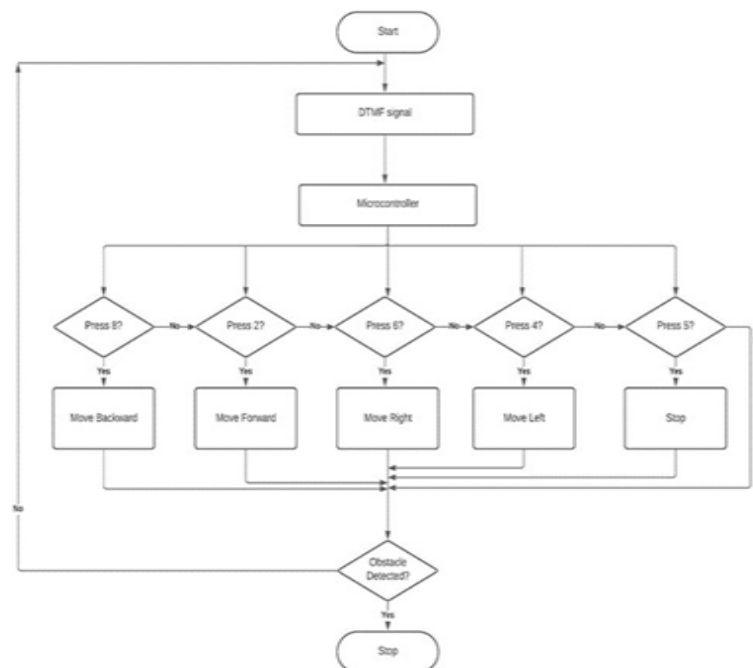 Start
DTMF signal
Microcontroller
Press 8?
No
Press 2?
No
Press 6?
No
Press 4?
No
Press 5?
Yes
Yes
Yes
Yes
Yes
Move Backward
Move Forward
Move Right
Move Left
Stop
No
Obstacle
Detected?
Yes
Stop